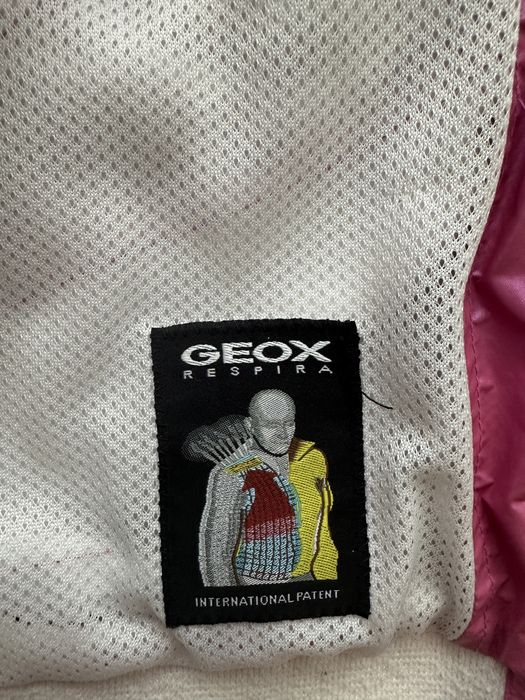 GEOX
RESPIRA
INTERNATIONAL PATENT